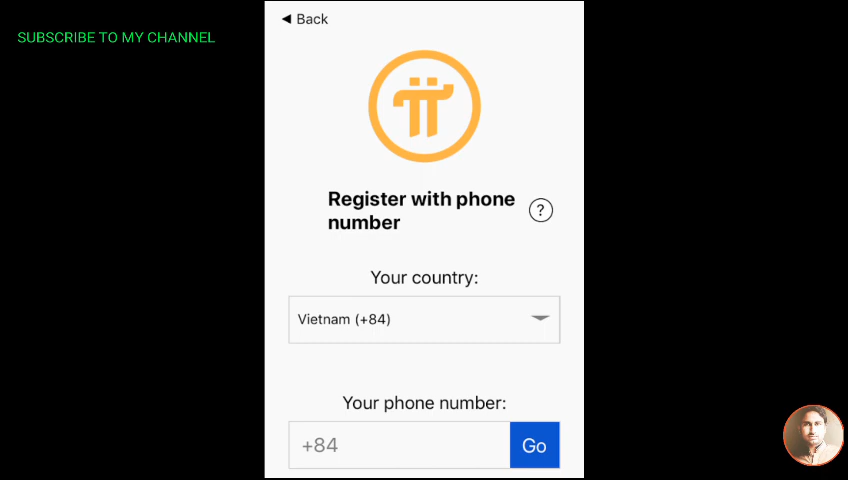 SUBSCRIBE TO MY CHANNEL
Back
Register with phone
number
?
Your country:
Vietnam (+84)
Your phone number:
+84
Go